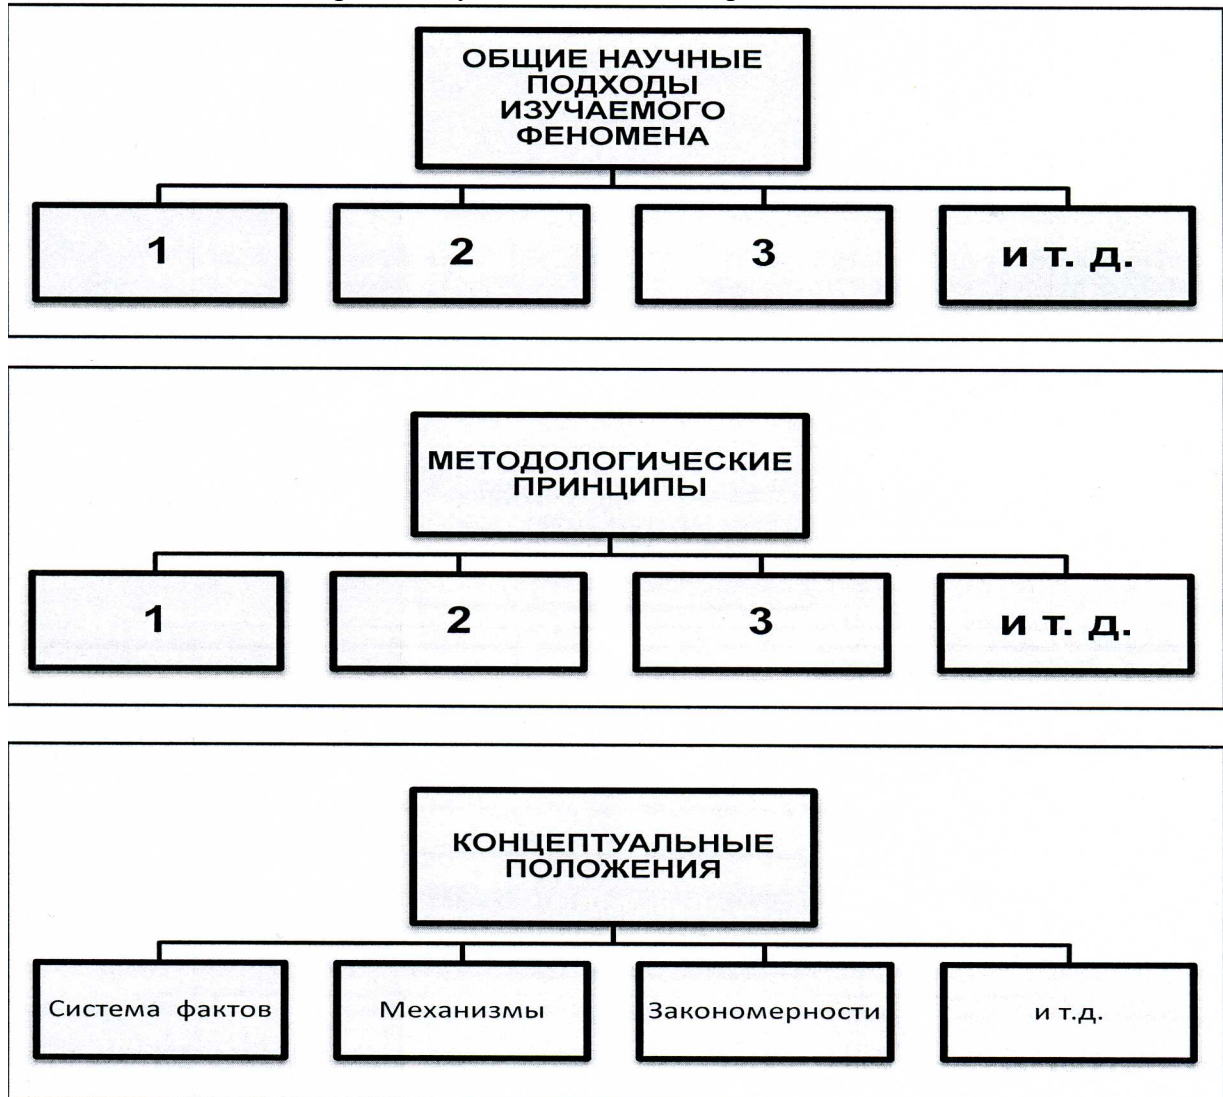 ОБЩИЕ НАУЧНЫЕ
ПОДХОДЫ
ИЗУЧАЕМОГО
ФЕНОМЕНА
1
2
3
и т. д.
МЕТОДОЛОГИЧЕСКИЕ
ПРИНЦИПЫ
1
2
3
и т. д.
КОНЦЕПТУАЛЬНЫЕ
ПОЛОЖЕНИЯ
Система фактов
Механизмы
Закономерности
и т.д.